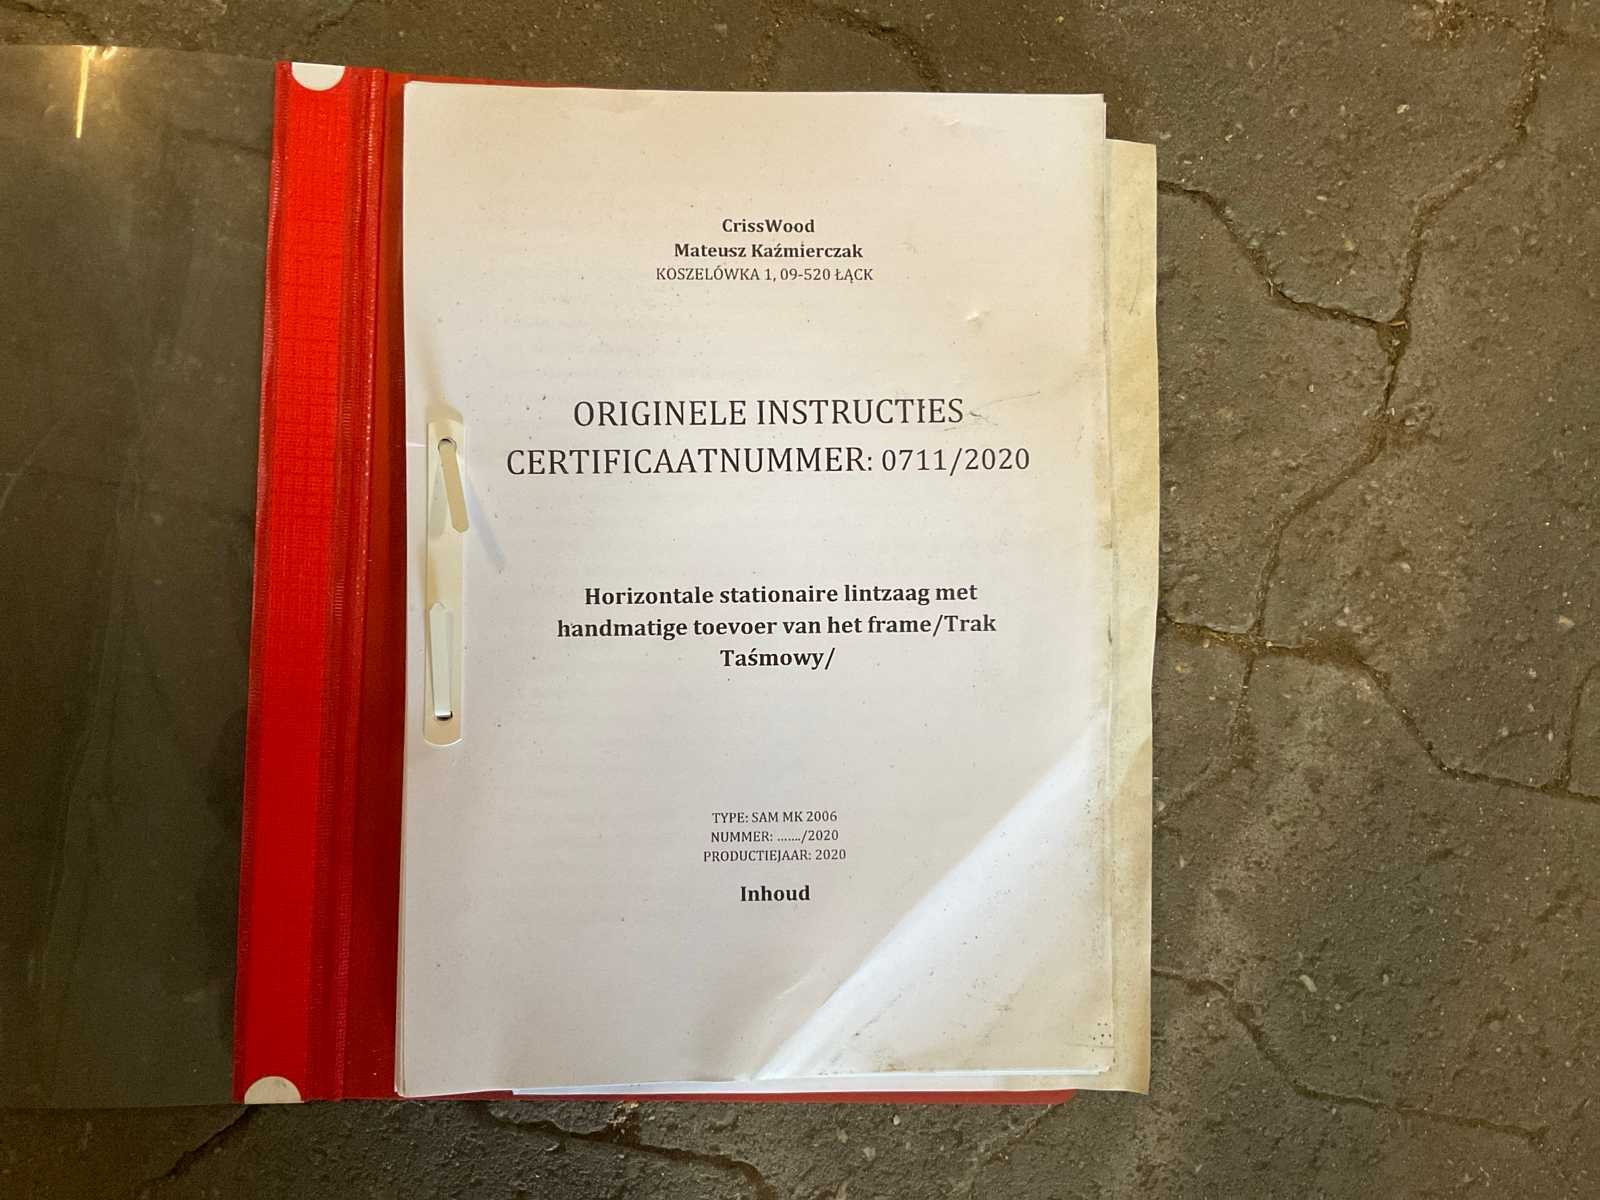 CrissWood
Mateusz Kaźmierczak
KOSZELÓWKA 1, 09-520 ŁĄCK
ORIGINELE INSTRUCTIES
CERTIFICAATNUMMER: 0711/2020
Horizontale stationaire lintzaag met
handmatige toevoer van het frame/Trak
Taśmowy/
TYPE: SAM MK 2006
NUMMER: ……./2020
PRODUCTIEJAAR: 2020
Inhoud